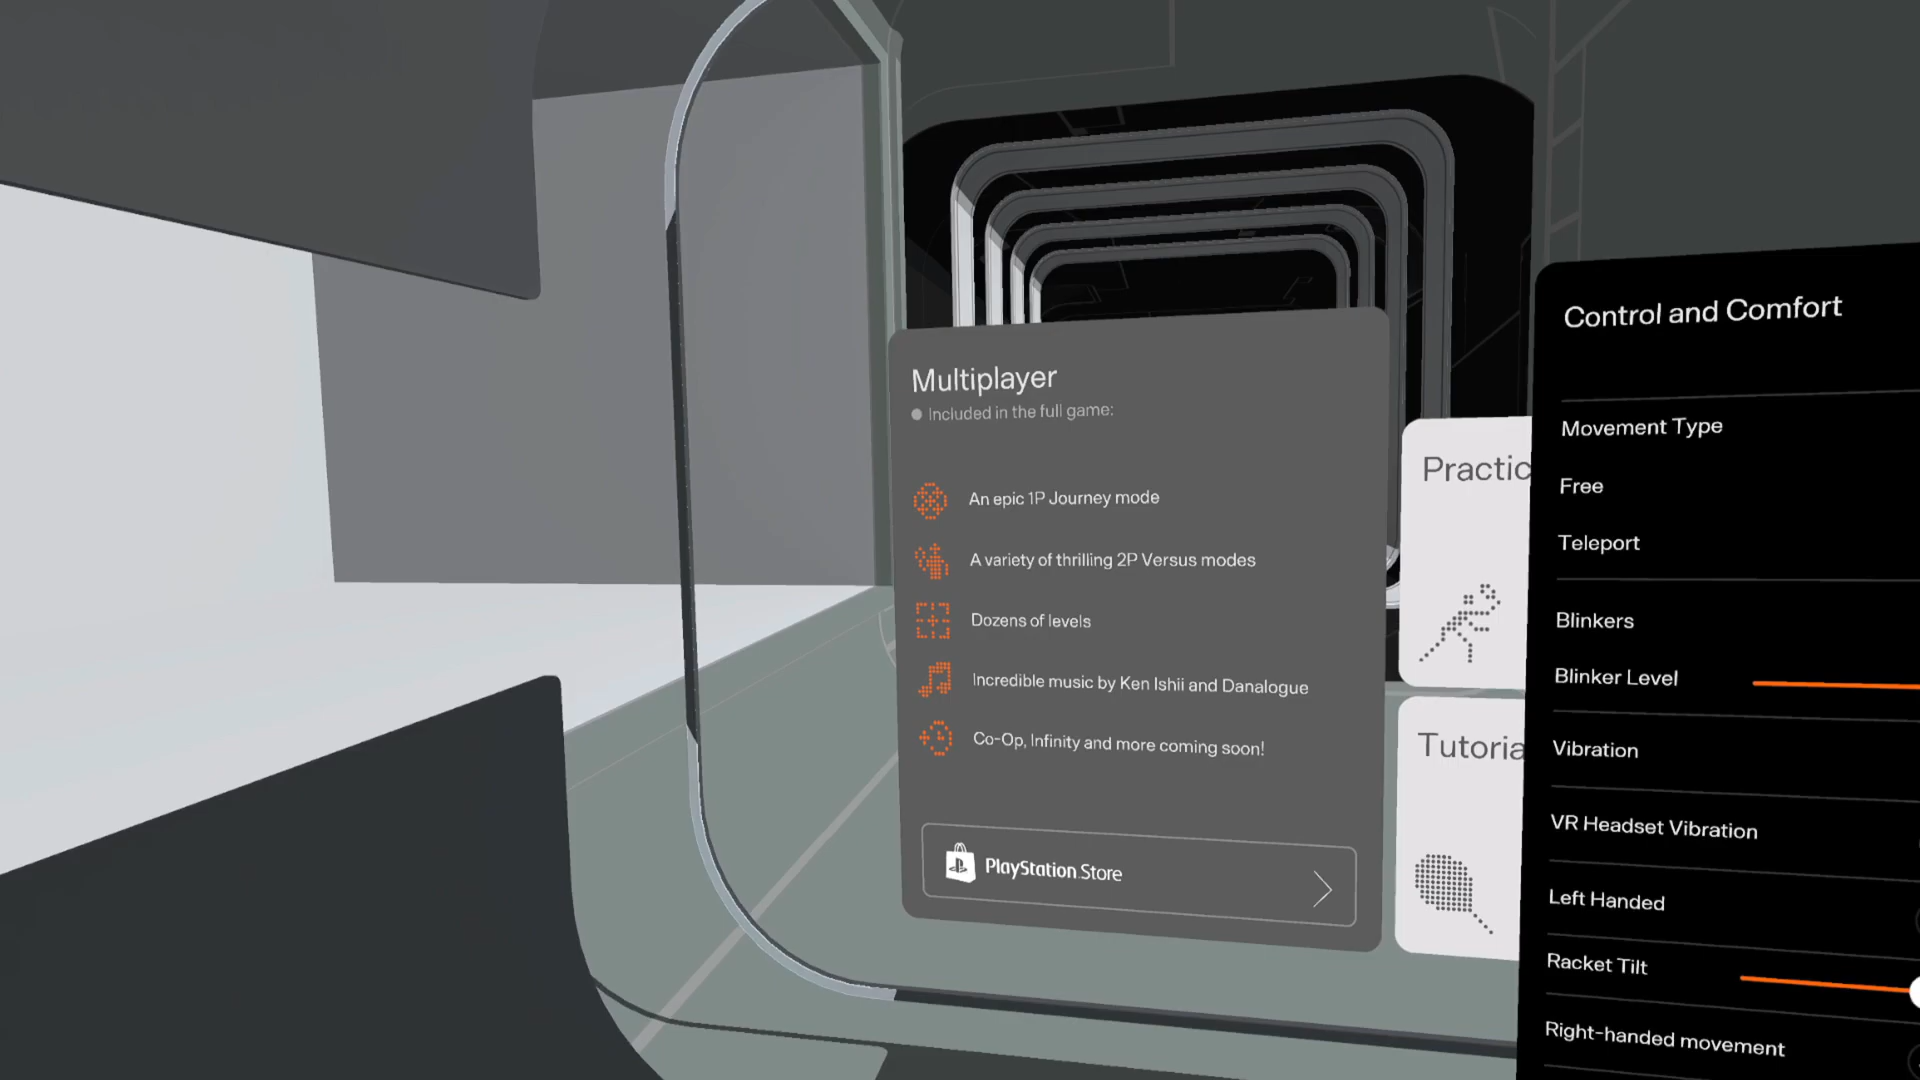 Multiplayer
Included in the full game:
An epic 1P Journey mode
A variety of thrilling 2P Versus modes
Dozens of levels
Incredible music by Ken Ishii and Danalogue
Co-Op, Infinity and more coming soon!
PlayStation Store
Practic
Tutoria
Control and Comfort
Movement Type
Free
Teleport
Blinkers
Blinker Level
Vibration
VR Headset Vibration
Left Handed
Racket Tilt
Right-handed movement